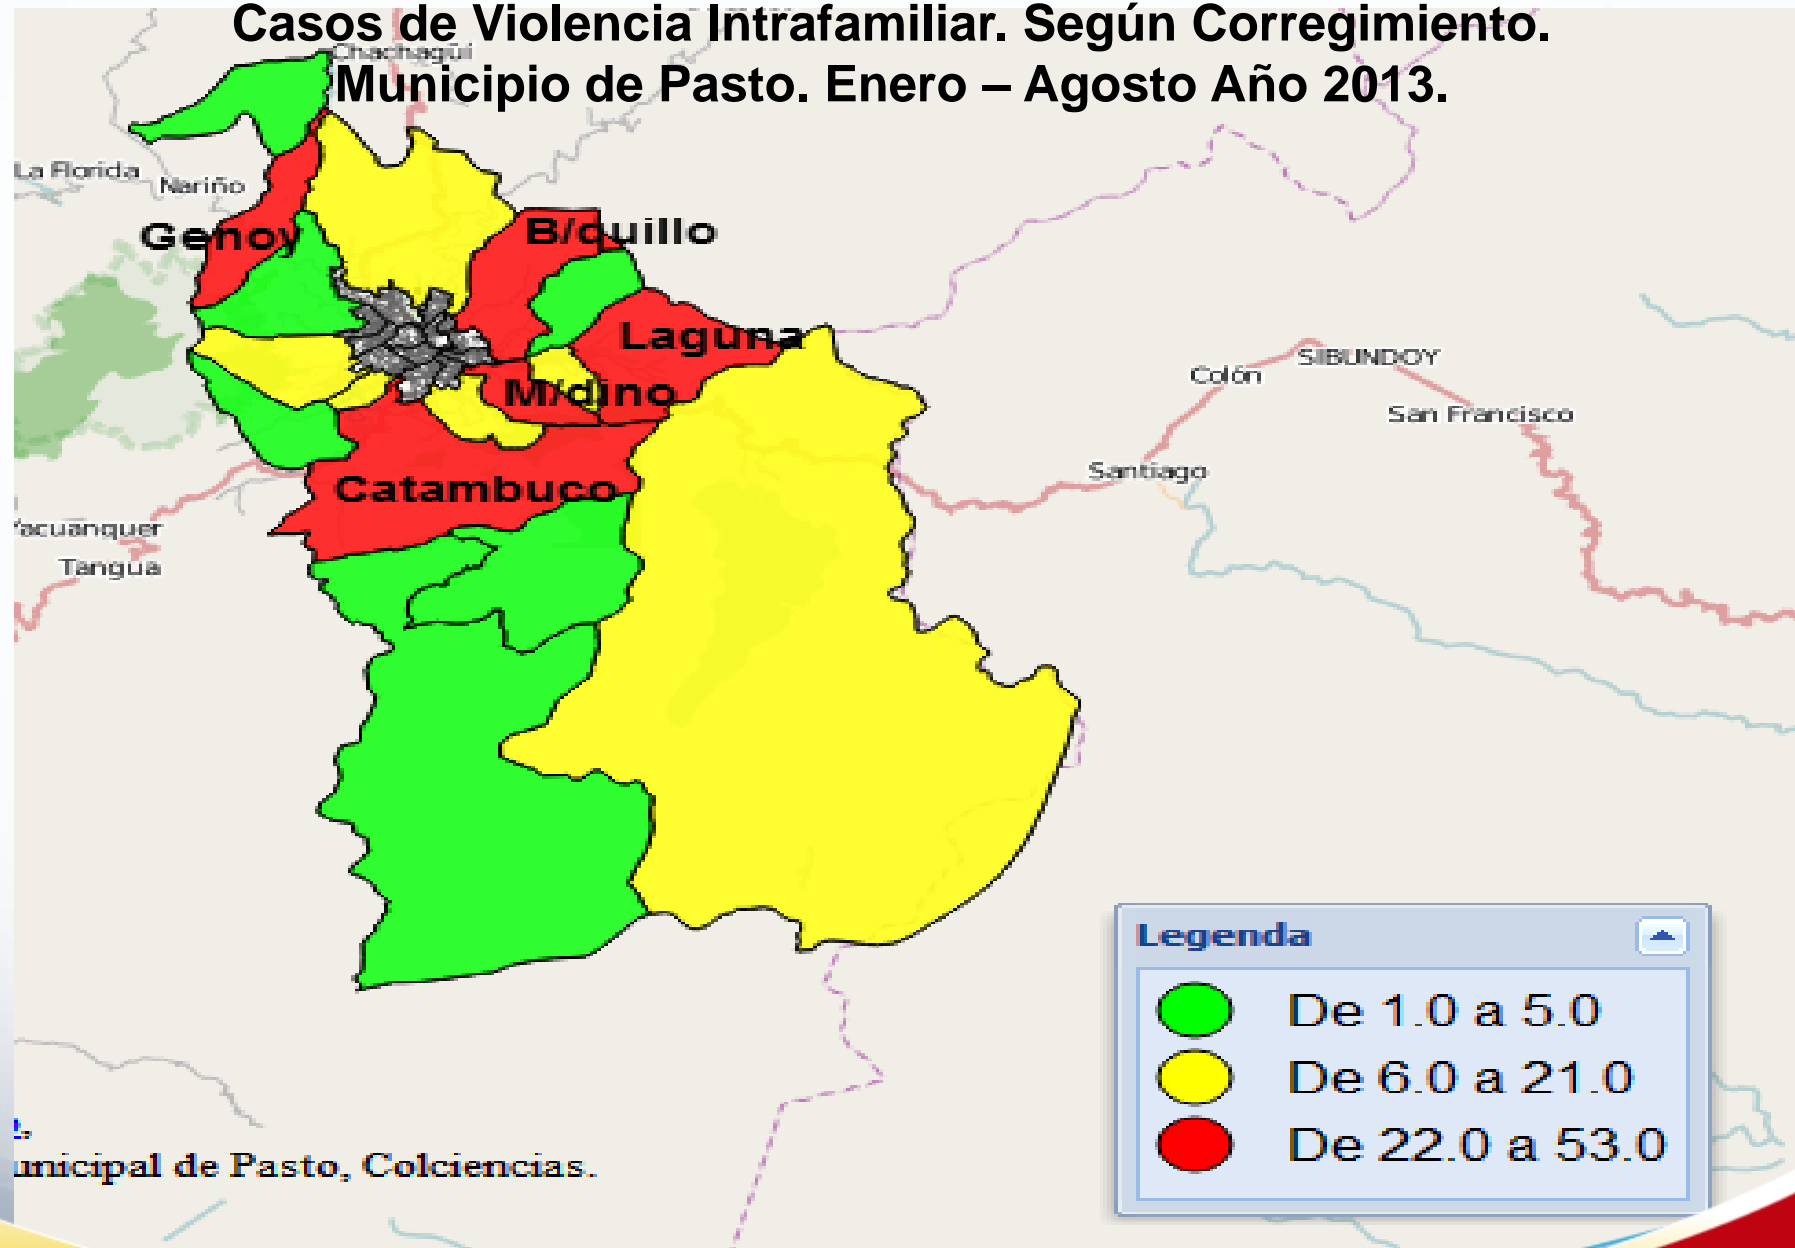 Casos de Violencia Intrafamiliar. Según Corregimiento.
Chachagüí
Municipio de Pasto. Enero – Agosto Año 2013.
La Florida
Nariño
Genoy
B/quillo
Laguna
M/dino
Catambuco
SIBUNDOY
Colón
San Francisco
Santiago
Yacuanquer
Tangua
Legenda
De 1.0 a 5.0
De 6.0 a 21.0
De 22.0 a 53.0
de Pasto, Colciencias.